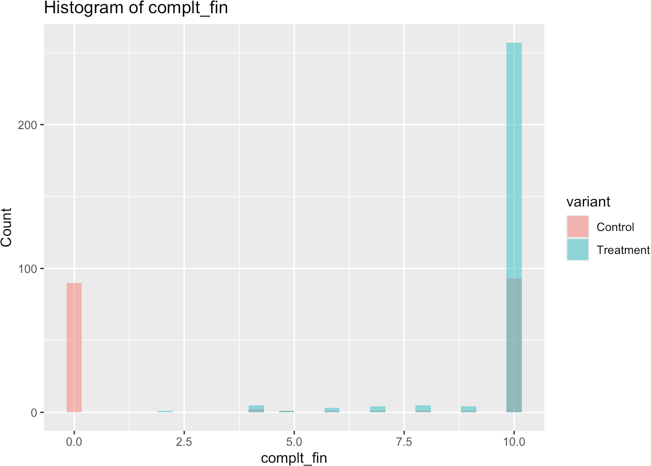 Histogram of complt_fin
200
100
0
Count
0.0 2.5 5.0 7.5 10.0
complt_fin
variant
Control
Treatment